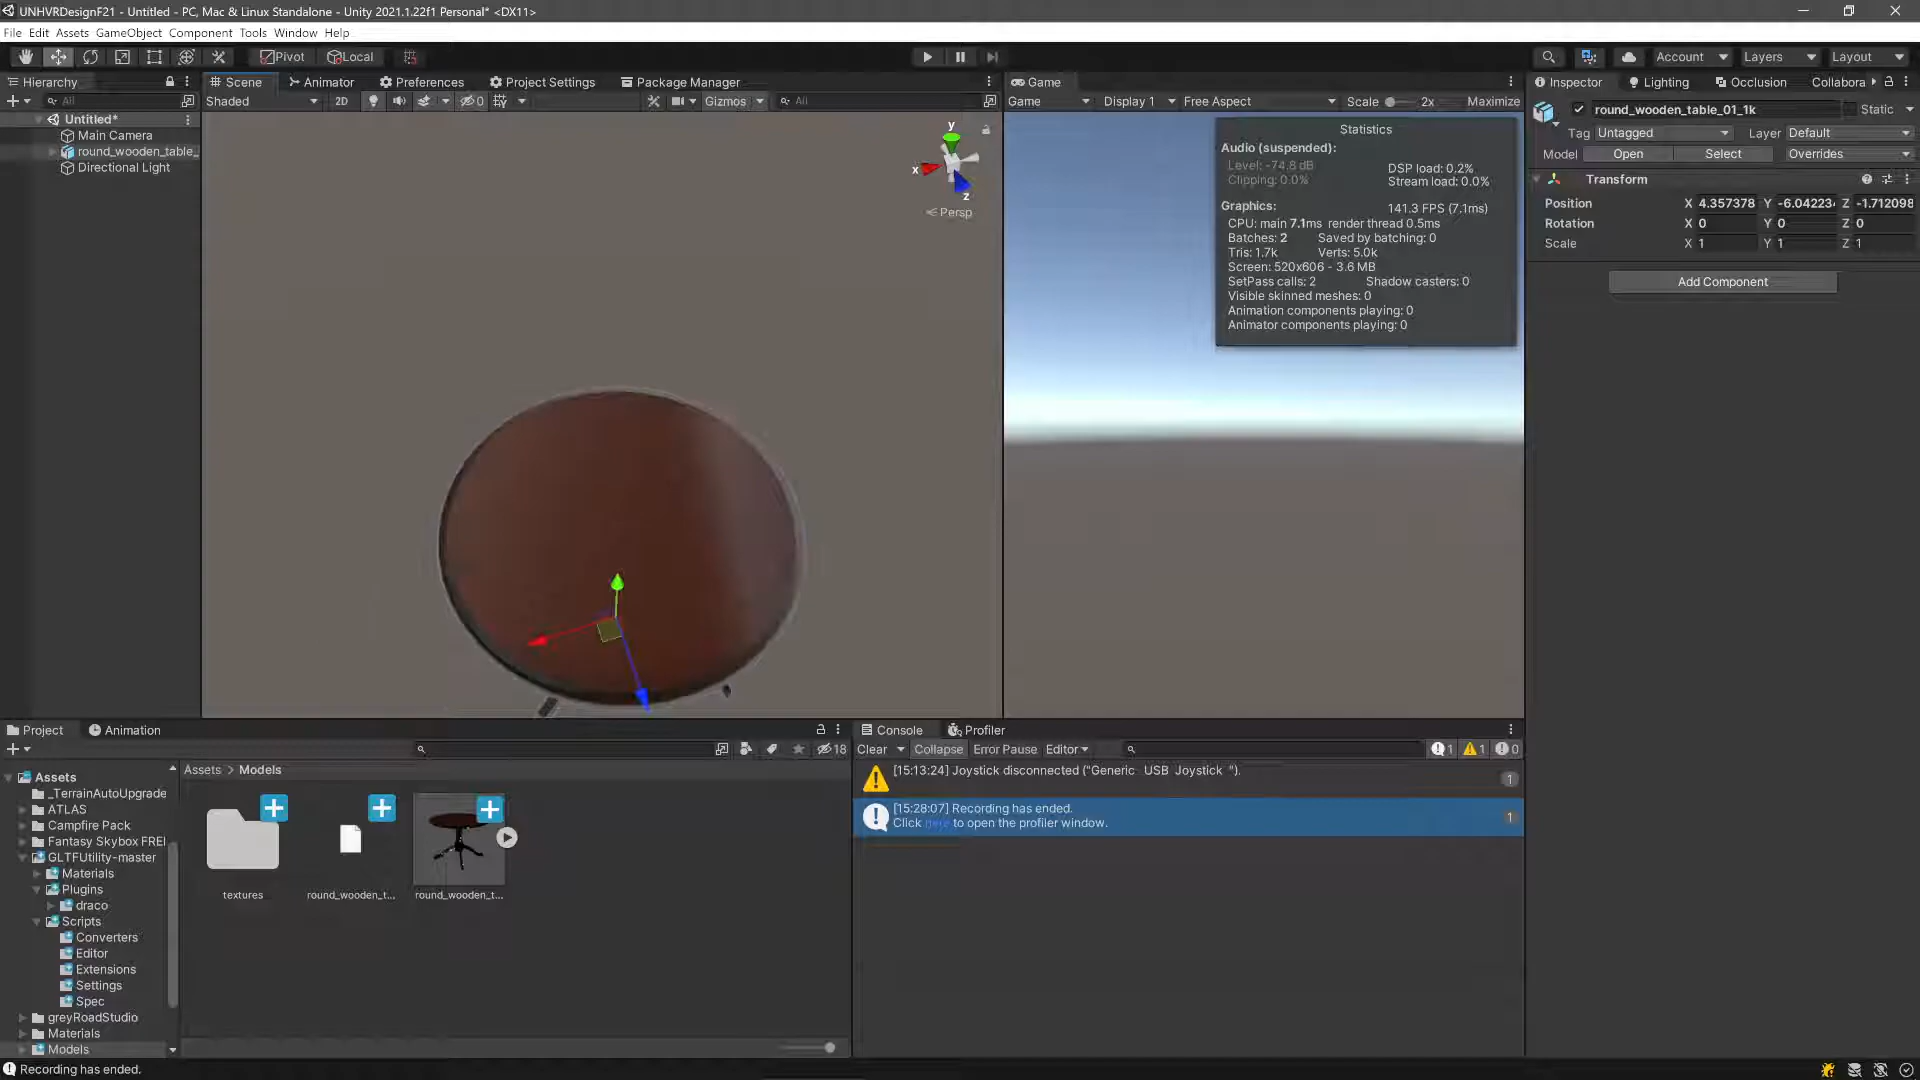 UNHVRDesignF21 - Untitled - PC, Mac & Linux Standalone - Unity 2021.1.22f1 Personal* <DX11>
File Edit Assets GameObject Component Tools Window Help
Pivot Local Account Layers Layout
Hierarchy
All
Untitled*
Main Camera
round_wooden_table_
Directional Light
Scene Animator Preferences Project Settings Package Manager
Shaded 2D 0 Gizmos All
y
x
z
Persp
Game
Game Display 1 Free Aspect Scale 2x Maximize
Statistics
Audio (suspended):
Level: -74.8 dB DSP load: 0.2%
Clipping: 0.0% Stream load: 0.0%
Graphics: 141.3 FPS (7.1ms)
CPU: main 7.1ms render thread 0.5ms
Batches: 2 Saved by batching: 0
Tris: 1.7k Verts: 5.0k
Screen: 520x606 - 3.6 MB
SetPass calls: 2 Shadow casters: 0
Visible skinned meshes: 0
Animation components playing: 0
Animator components playing: 0
Inspector Lighting Occlusion Collabora
round_wooden_table_01_1k Static
Tag Untagged Layer Default
Model Open Select Overrides
Transform
Position X 4.357378 Y -6.04223 Z -1.712098
Rotation X 0 Y 0 Z 0
Scale X 1 Y 1 Z 1
Add Component
Project Animation
18
Assets
_TerrainAutoUpgrade
ATLAS
Campfire Pack
Fantasy Skybox FREI
GLTFUtility-master
Materials
Plugins
draco
Scripts
Converters
Editor
Extensions
Settings
Spec
greyRoadStudio
Materials
Models
Assets > Models
textures round_wooden_t... round_wooden_t...
Console Profiler
Clear Collapse Error Pause Editor 1 1 0
[15:13:24] Joystick disconnected ("Generic USB Joystick ").
1
[15:28:07] Recording has ended.
Click here to open the profiler window.
1
Recording has ended.